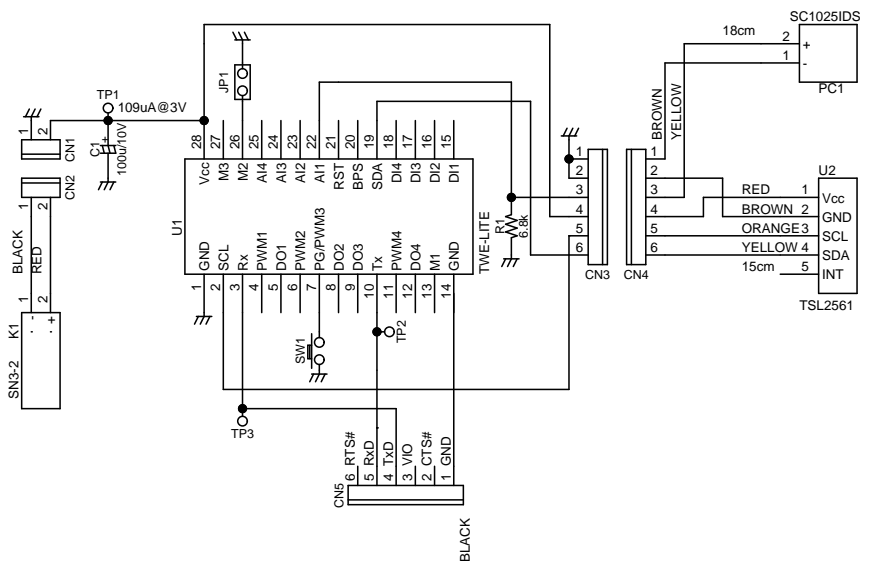 SC1025IDS
18cm
2 +
1 -
PC1
TP1
109uA@3V
JP1
BROWN
YELLOW
1
2
CN1
C1
+
100u/10V
28 27 26 25 24 23 22 21 20 19 18 17 16 15
Vcc M3 M2 AI4 AI3 AI2 AI1 RST BPS SDA DI4 DI3 DI2 DI1
U1
TWE-LITE
GND SCL Rx PWM1 DO1 PWM2 PG/PWM3 DO2 DO3 Tx PWM4 DO4 M1 GND
1 2 3 4 5 6 7 8 9 10 11 12 13 14
CN2
1
2
BLACK
RED
1
2
K1
-
+
SN3-2
R1
6.8k
1
2
3
4
5
6
CN3
1
2
3
4
5
6
CN4
U2
RED 1 Vcc
BROWN 2 GND
ORANGE 3 SCL
YELLOW 4 SDA
15cm 5 INT
TSL2561
SW1
TP2
TP3
RTS#
RxD
TxD
VIO
CTS#
GND
6 5 4 3 2 1
CN5
BLACK